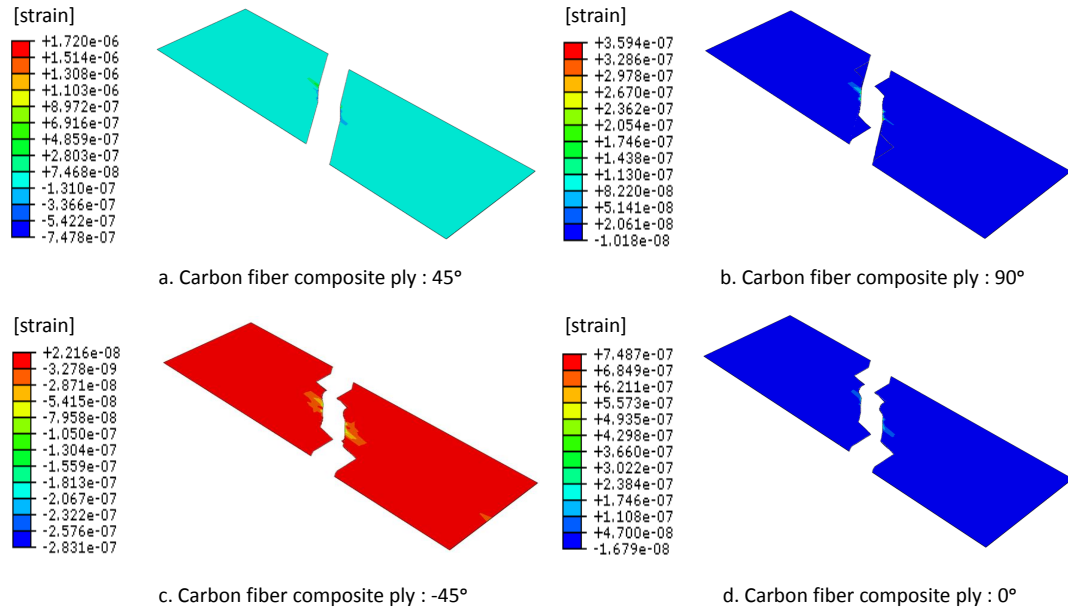 [strain]
+1.720e-06
+1.514e-06
+1.308e-06
+1.103e-06
+8.972e-07
+6.916e-07
+4.859e-07
+2.803e-07
+7.468e-08
-1.310e-07
-3.366e-07
-5.422e-07
-7.478e-07
a. Carbon fiber composite ply : 45°
[strain]
+3.594e-07
+3.286e-07
+2.978e-07
+2.670e-07
+2.362e-07
+2.054e-07
+1.746e-07
+1.438e-07
+1.130e-07
+8.220e-08
+5.141e-08
+2.061e-08
-1.018e-08
b. Carbon fiber composite ply : 90°
[strain]
+2.216e-08
-3.278e-09
-2.871e-08
-5.415e-08
-7.958e-08
-1.050e-07
-1.304e-07
-1.559e-07
-1.813e-07
-2.067e-07
-2.322e-07
-2.576e-07
-2.831e-07
c. Carbon fiber composite ply : -45°
[strain]
+7.487e-07
+6.849e-07
+6.211e-07
+5.573e-07
+4.935e-07
+4.298e-07
+3.660e-07
+3.022e-07
+2.384e-07
+1.746e-07
+1.108e-07
+4.700e-08
-1.679e-08
d. Carbon fiber composite ply : 0°